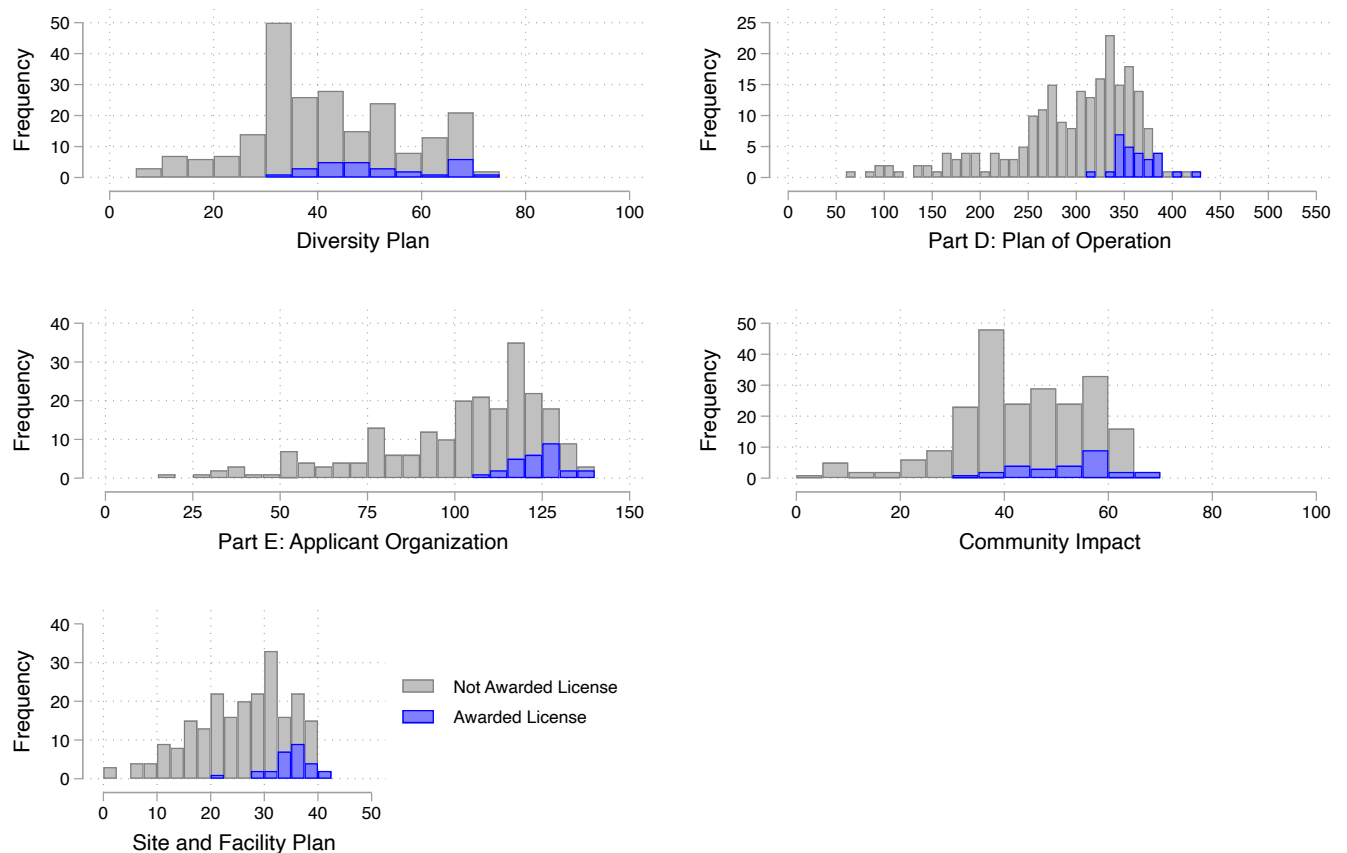 50
40
30
20
10
0
Frequency
0 20 40 60 80 100
Diversity Plan
25
20
15
10
5
0
Frequency
0 50 100 150 200 250 300 350 400 450 500 550
Part D: Plan of Operation
40
30
20
10
0
Frequency
0 25 50 75 100 125 150
Part E: Applicant Organization
50
40
30
20
10
0
Frequency
0 20 40 60 80 100
Community Impact
40
30
20
10
0
Frequency
0 10 20 30 40 50
Site and Facility Plan
Not Awarded License
Awarded License